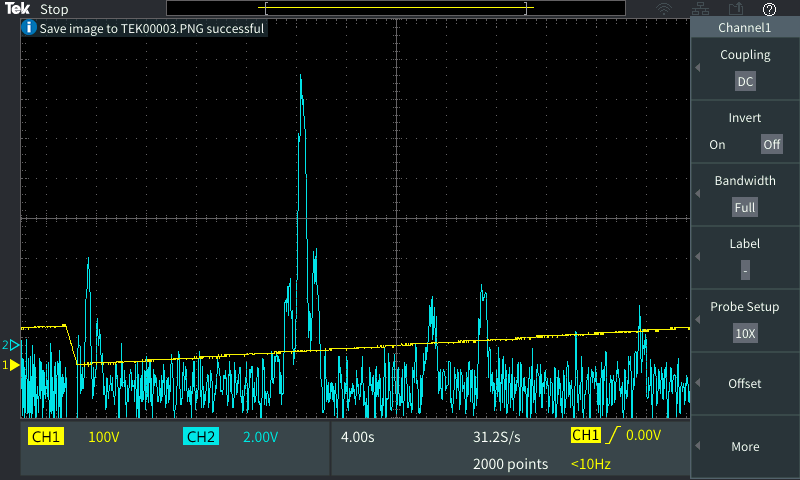 Tek Stop
Save image to TEK00003.PNG successful
Channel1
Coupling
DC
Invert
On Off
Bandwidth
Full
Label
-
Probe Setup
10X
Offset
More
2
1
CH1 100V CH2 2.00V 4.00s 31.2S/s CH1 0.00V
2000 points <10Hz